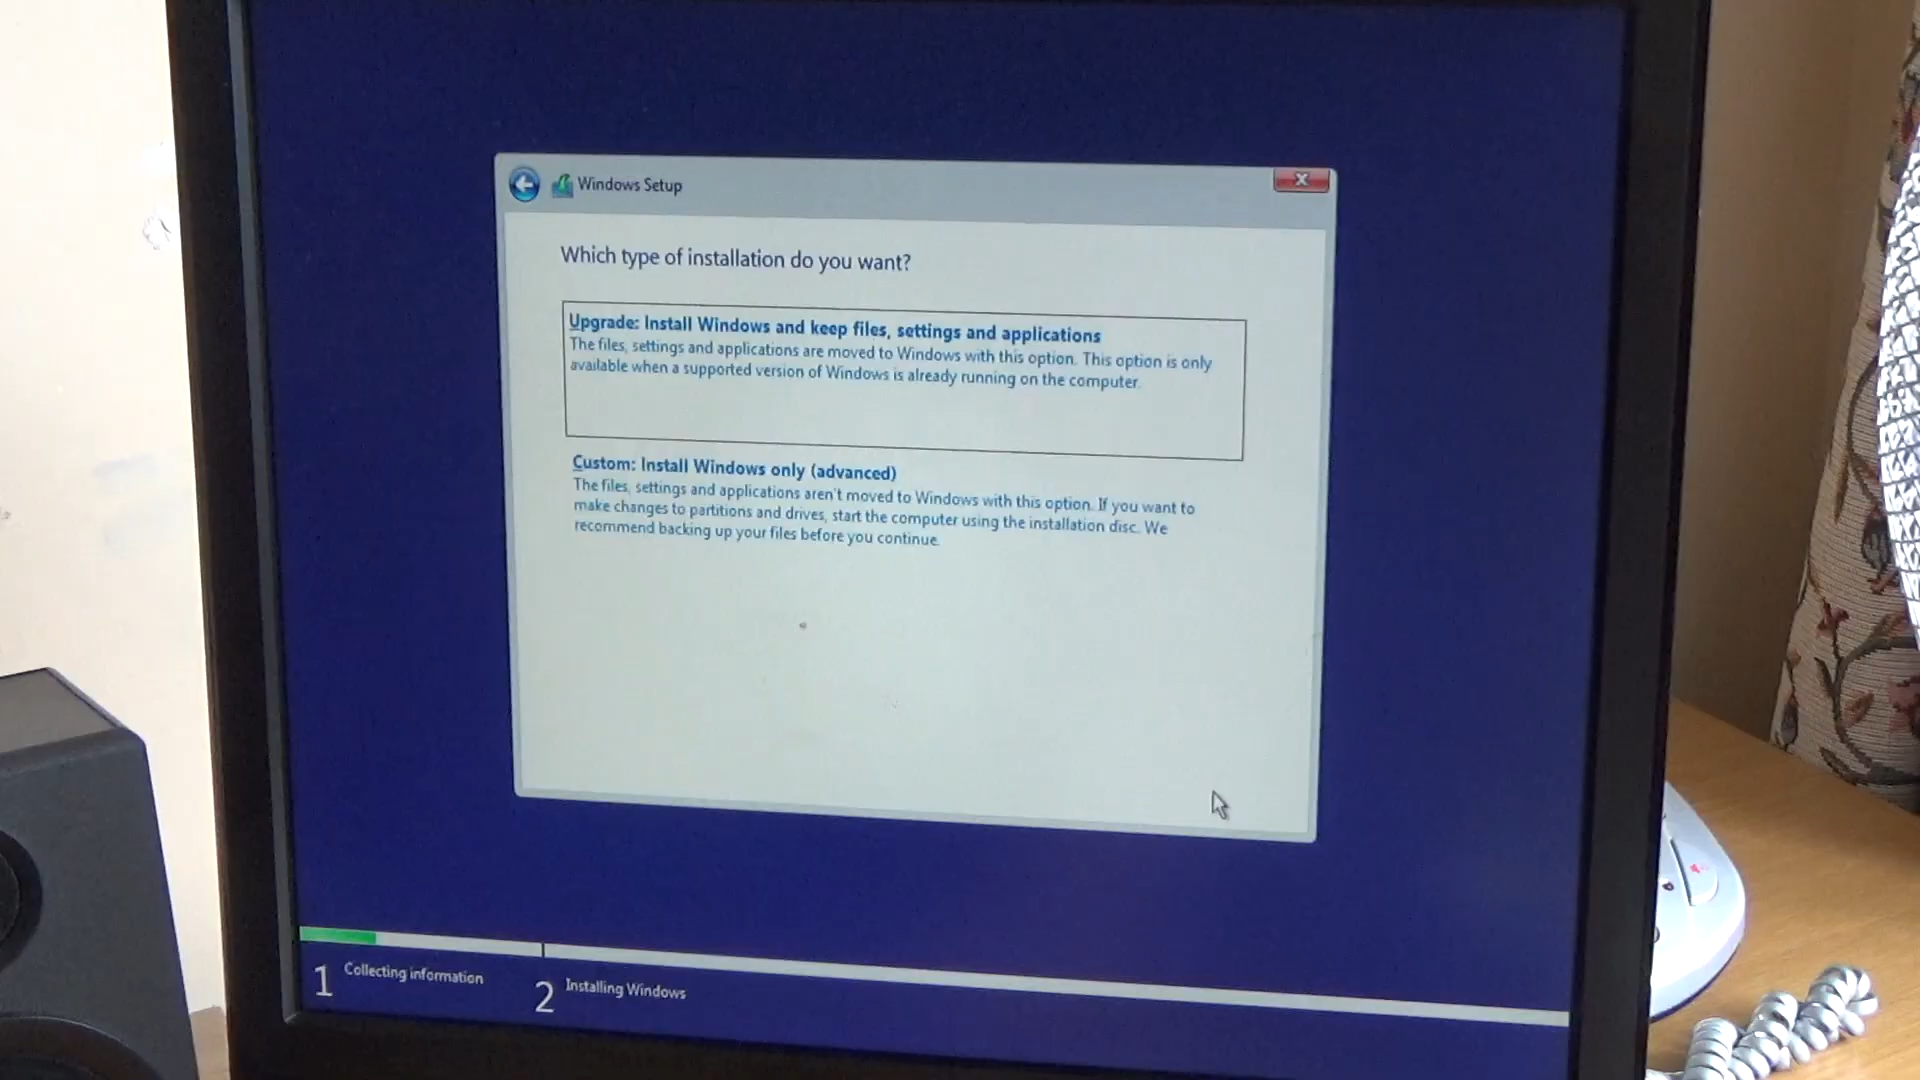 Windows Setup
Which type of installation do you want?
Upgrade: Install Windows and keep files, settings and applications
The files, settings and applications are moved to Windows with this option. This option is only
available when a supported version of Windows is already running on the computer.
Custom: Install Windows only (advanced)
The files, settings and applications aren't moved to Windows with this option. If you want to
make changes to partitions and drives, start the computer using the installation disc. We
recommend backing up your files before you continue.
1 Collecting information
2 Installing Windows